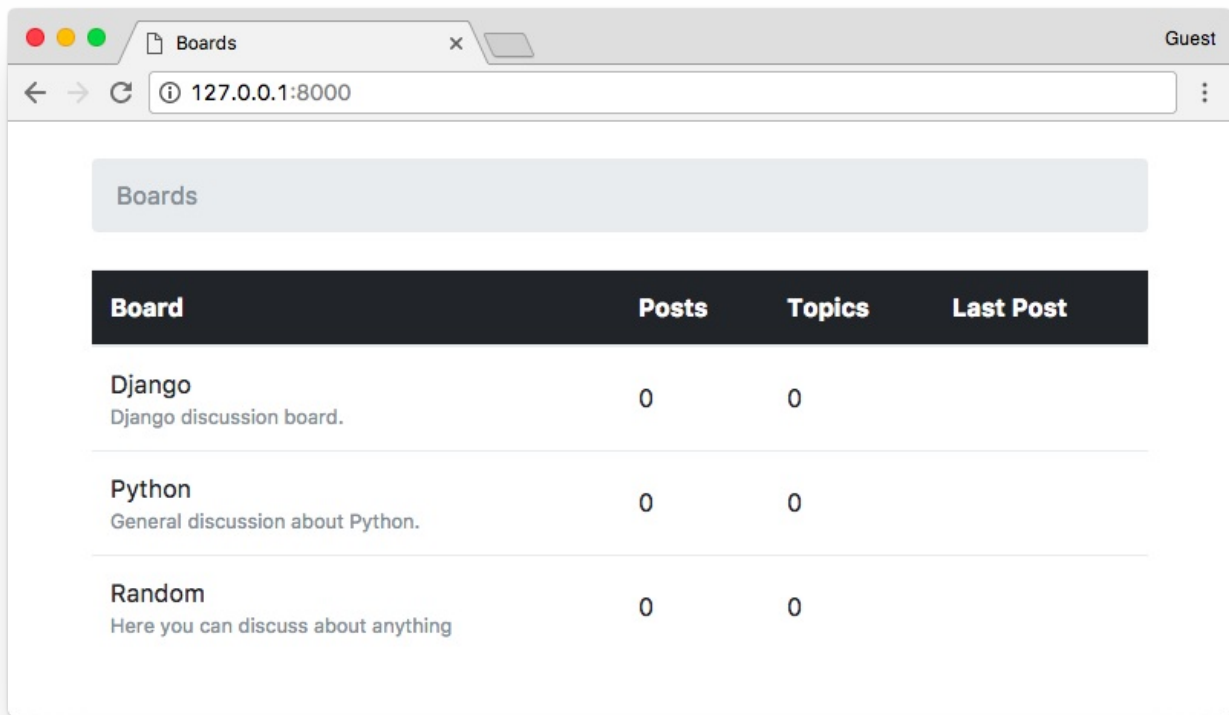 Boards
Guest
127.0.0.1:8000
Boards
Board Posts Topics Last Post
Django
Django discussion board.
0 0
Python
General discussion about Python.
0 0
Random
Here you can discuss about anything
0 0